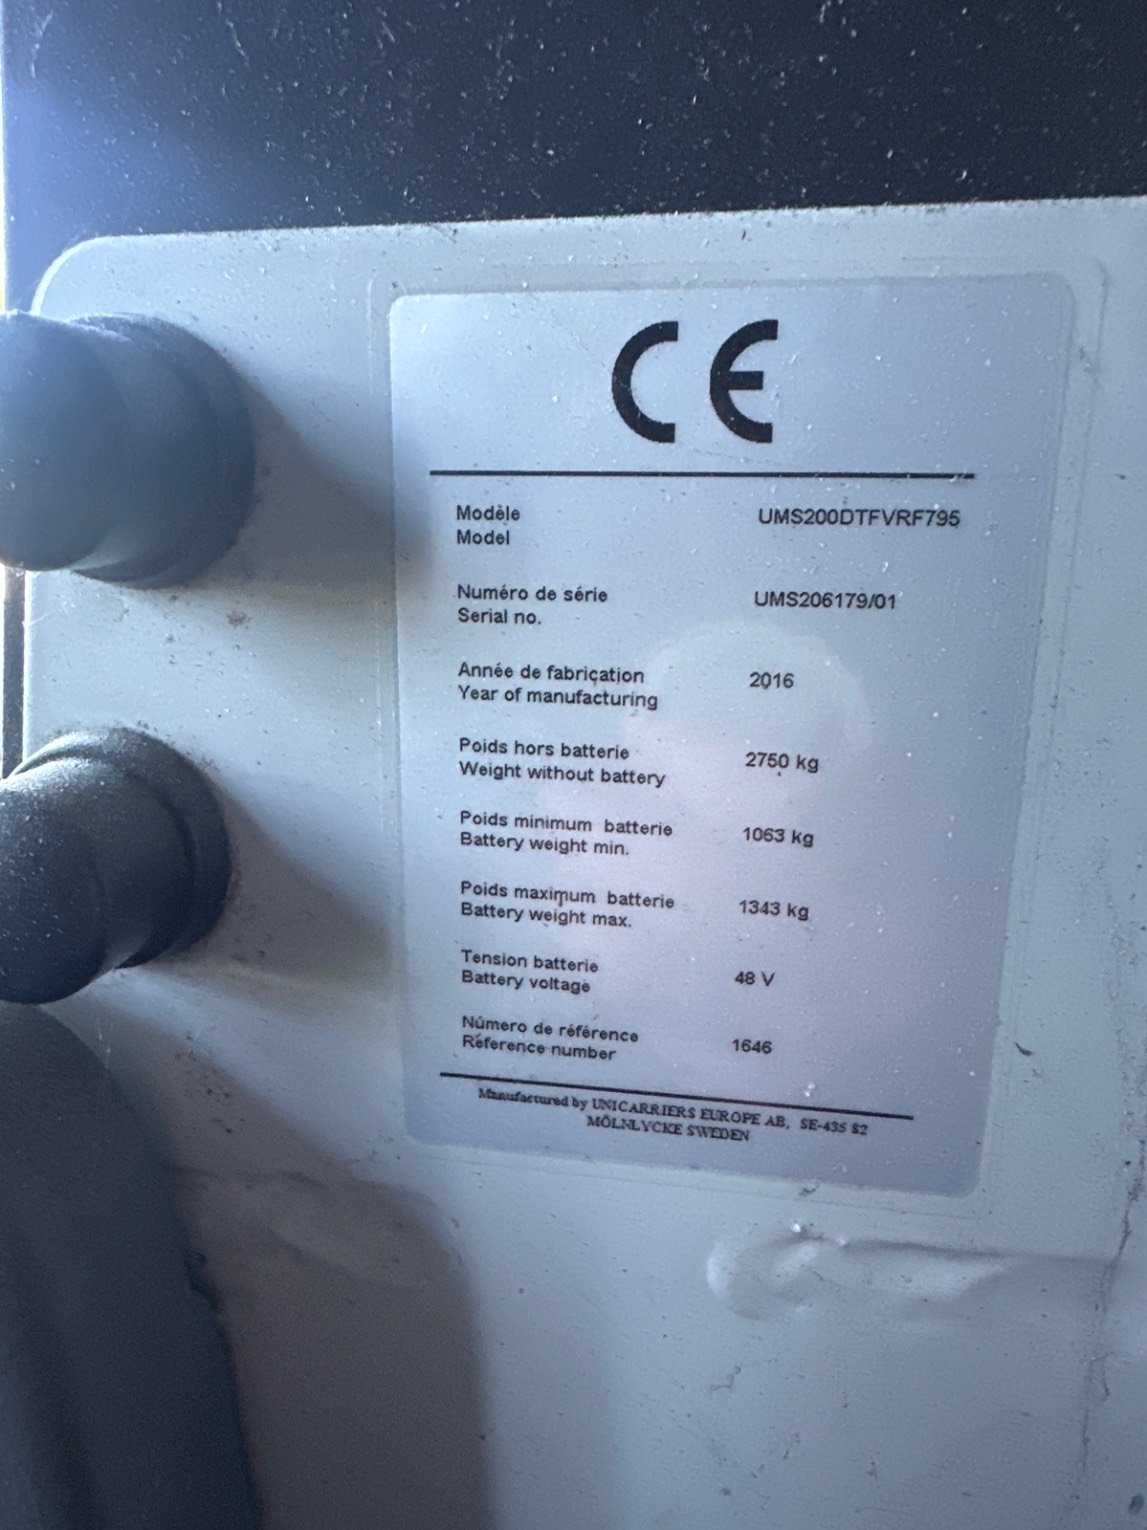 CE
Modèle UMS200DTFVRF795
Model
Numéro de série UMS206179/01
Serial no.
Année de fabrication 2016
Year of manufacturing
Poids hors batterie 2750 kg
Weight without battery
Poids minimum batterie 1063 kg
Battery weight min.
Poids maximum batterie 1343 kg
Battery weight max.
Tension batterie 48 V
Battery voltage
Número de référence 1646
Reference number
Manufactured by UNICARRIERS EUROPE AB, SE-435 82
MÖLNLYCKE SWEDEN